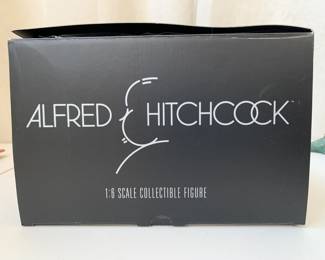 ALFRED HITCHCOCK™
1:6 SCALE COLLECTIBLE FIGURE